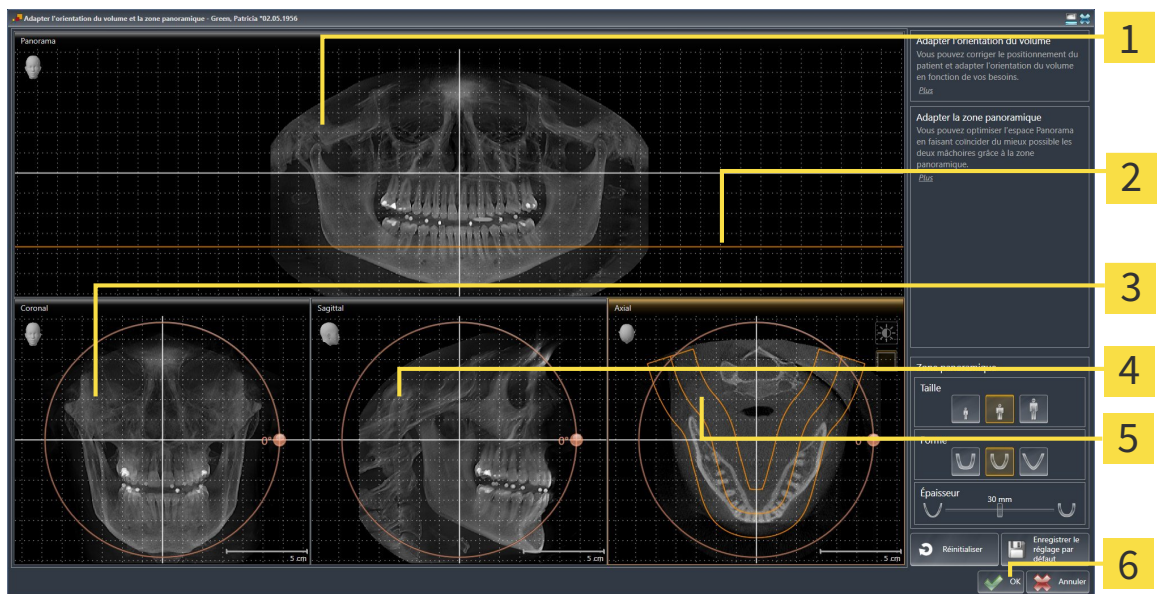 Adapter l'orientation du volume et la zone panoramique - Green, Patricia *02.05.1956
Panorama
Adapter l'orientation du volume
Vous pouvez corriger le positionnement du
patient et adapter l'orientation du volume
en fonction de vos besoins.
Plus
Adapter la zone panoramique
Vous pouvez optimiser l'espace Panorama
en faisant coïncider du mieux possible les
deux mâchoires grâce à la zone
panoramique.
Plus
1
2
3
4
5
6
Coronal
0°
5 cm
Sagittal
0°
5 cm
Axial
0
5 cm
Zone panoramique
Taille
Forme
Épaisseur
30 mm
Réinitialiser
Enregistrer le
réglage par
défaut
OK
Annuler